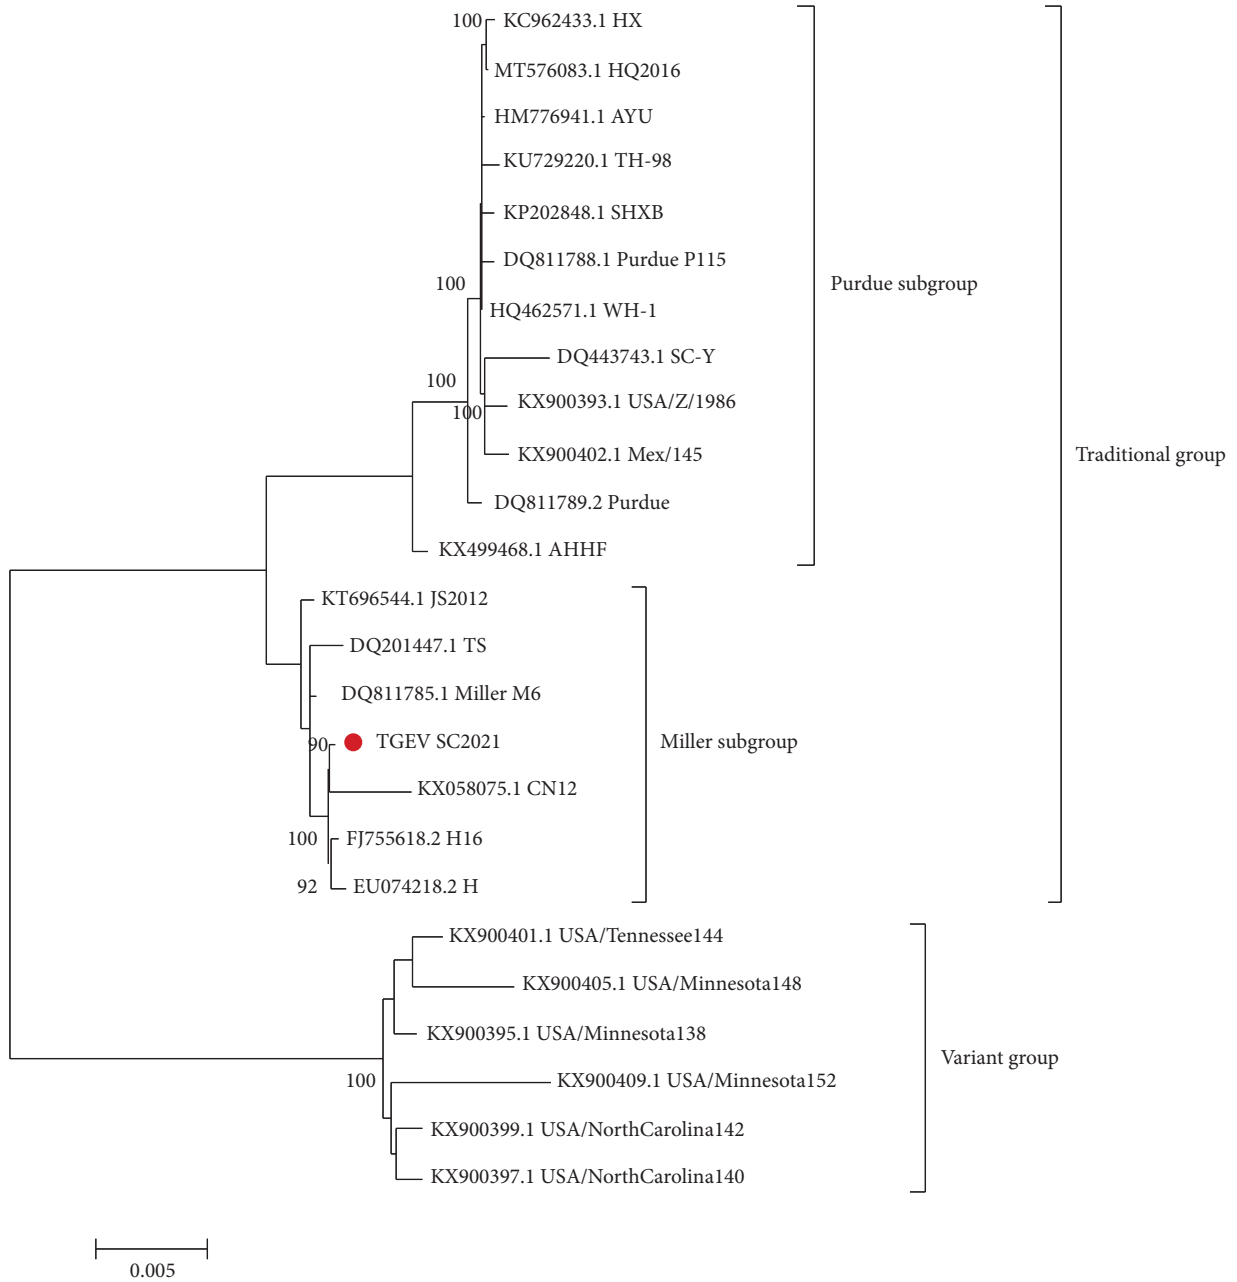 100
KC962433.1 HX
MT576083.1 HQ2016
HM776941.1 AYU
KU729220.1 TH-98
KP202848.1 SHXB
DQ811788.1 Purdue P115
100
Purdue subgroup
HQ462571.1 WH-1
DQ443743.1 SC-Y
100
KX900393.1 USA/Z/1986
100
KX900402.1 Mex/145
Traditional group
DQ811789.2 Purdue
KX499468.1 AHHF
KT696544.1 JS2012
DQ201447.1 TS
DQ811785.1 Miller M6
90
TGEV SC2021
Miller subgroup
KX058075.1 CN12
100
FJ755618.2 H16
92
EU074218.2 H
KX900401.1 USA/Tennessee144
KX900405.1 USA/Minnesota148
KX900395.1 USA/Minnesota138
Variant group
100
KX900409.1 USA/Minnesota152
KX900399.1 USA/NorthCarolina142
KX900397.1 USA/NorthCarolina140
0.005